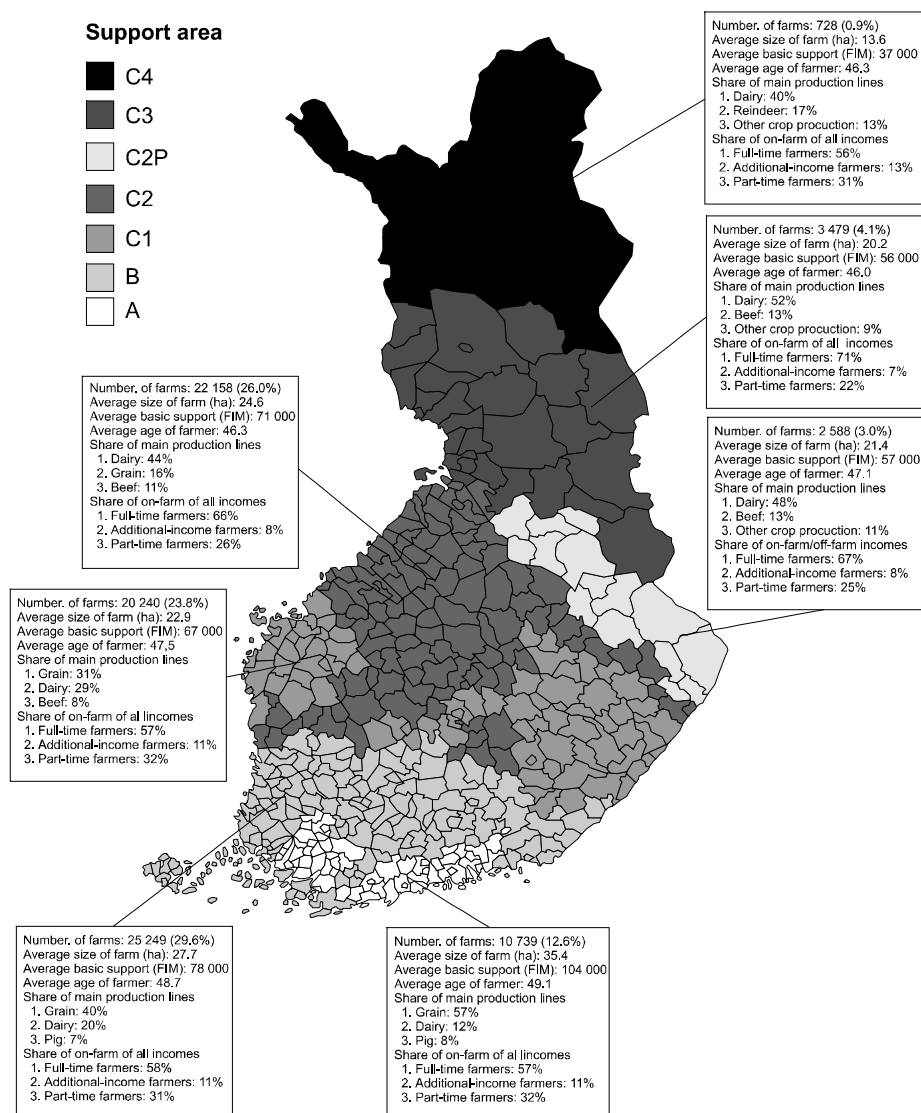 Support area
C4
C3
C2P
C2
C1
B
A
Number. of farms: 728 (0.9%)
Average size of farm (ha): 13.6
Average basic support (FIM): 37 000
Average age of farmer: 46.3
Share of main production lines
1. Dairy: 40%
2. Reindeer: 17%
3. Other crop procuction: 13%
Share of on-farm of all incomes
1. Full-time farmers: 56%
2. Additional-income farmers: 13%
3. Part-time farmers: 31%
Number. of farms: 3 479 (4.1%)
Average size of farm (ha): 20.2
Average basic support (FIM): 56 000
Average age of farmer: 46.0
Share of main production lines
1. Dairy: 52%
2. Beef: 13%
3. Other crop procuction: 9%
Share of on-farm of all incomes
1. Full-time farmers: 71%
2. Additional-income farmers: 7%
3. Part-time farmers: 22%
Number. of farms: 22 158 (26.0%)
Average size of farm (ha): 24.6
Average basic support (FIM): 71 000
Average age of farmer: 46.3
Share of main production lines
1. Dairy: 44%
2. Grain: 16%
3. Beef: 11%
Share of on-farm of all incomes
1. Full-time farmers: 66%
2. Additional-income farmers: 8%
3. Part-time farmers: 26%
Number. of farms: 2 588 (3.0%)
Average size of farm (ha): 21.4
Average basic support (FIM): 57 000
Average age of farmer: 47.1
Share of main production lines
1. Dairy: 48%
2. Beef: 13%
3. Other crop procuction: 11%
Share of on-farm/off-farm incomes
1. Full-time farmers: 67%
2. Additional-income farmers: 8%
3. Part-time farmers: 25%
Number. of farms: 20 240 (23.8%)
Average size of farm (ha): 22.9
Average basic support (FIM): 67 000
Average age of farmer: 47,5
Share of main production lines
1. Grain: 31%
2. Dairy: 29%
3. Beef: 8%
Share of on-farm of al lincomes
1. Full-time farmers: 57%
2. Additional-income farmers: 11%
3. Part-time farmers: 32%
Number. of farms: 25 249 (29.6%)
Average size of farm (ha): 27.7
Average basic support (FIM): 78 000
Average age of farmer: 48.7
Share of main production lines
1. Grain: 40%
2. Dairy: 20%
3. Pig: 7%
Share of on-farm of all incomes
1. Full-time farmers: 58%
2. Additional-income farmers: 11%
3. Part-time farmers: 31%
Number. of farms: 10 739 (12.6%)
Average size of farm (ha): 35.4
Average basic support (FIM): 104 000
Average age of farmer: 49.1
Share of main production lines
1. Grain: 57%
2. Dairy: 12%
3. Pig: 8%
Share of on-farm of al lincomes
1. Full-time farmers: 57%
2. Additional-income farmers: 11%
3. Part-time farmers: 32%